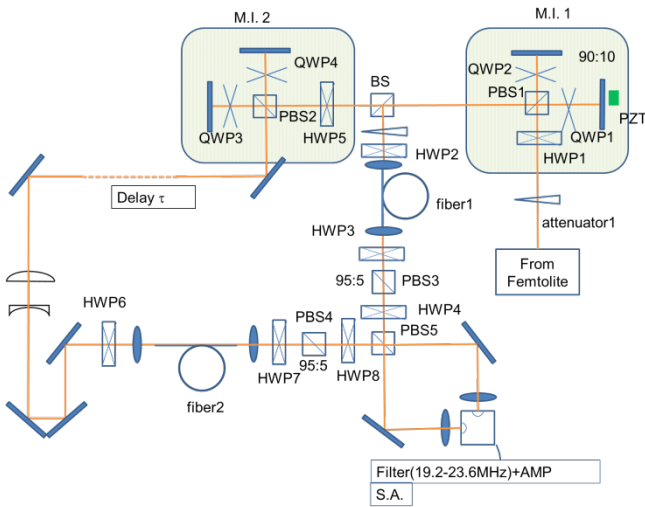 M.I. 2
M.I. 1
QWP4
BS
QWP2
90:10
PBS2
PBS1
QWP3
HWP5
PZT
QWP1
HWP2
HWP1
Delay τ
fiber1
attenuator1
HWP3
From
Femtolite
PBS3
95:5
HWP6
HWP4
PBS4
PBS5
95:5
HWP7
HWP8
fiber2
Filter(19.2-23.6MHz)+AMP
S.A.